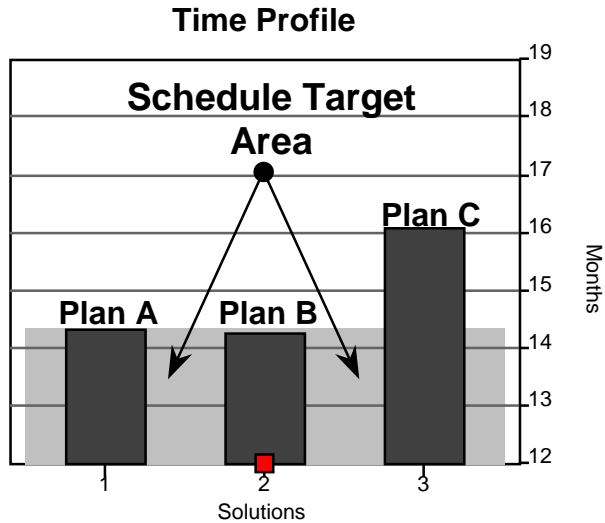 Time Profile
Schedule Target
Area
Plan A
Plan B
Plan C
19
18
17
16
15
14
13
12
Months
1
2
3
Solutions